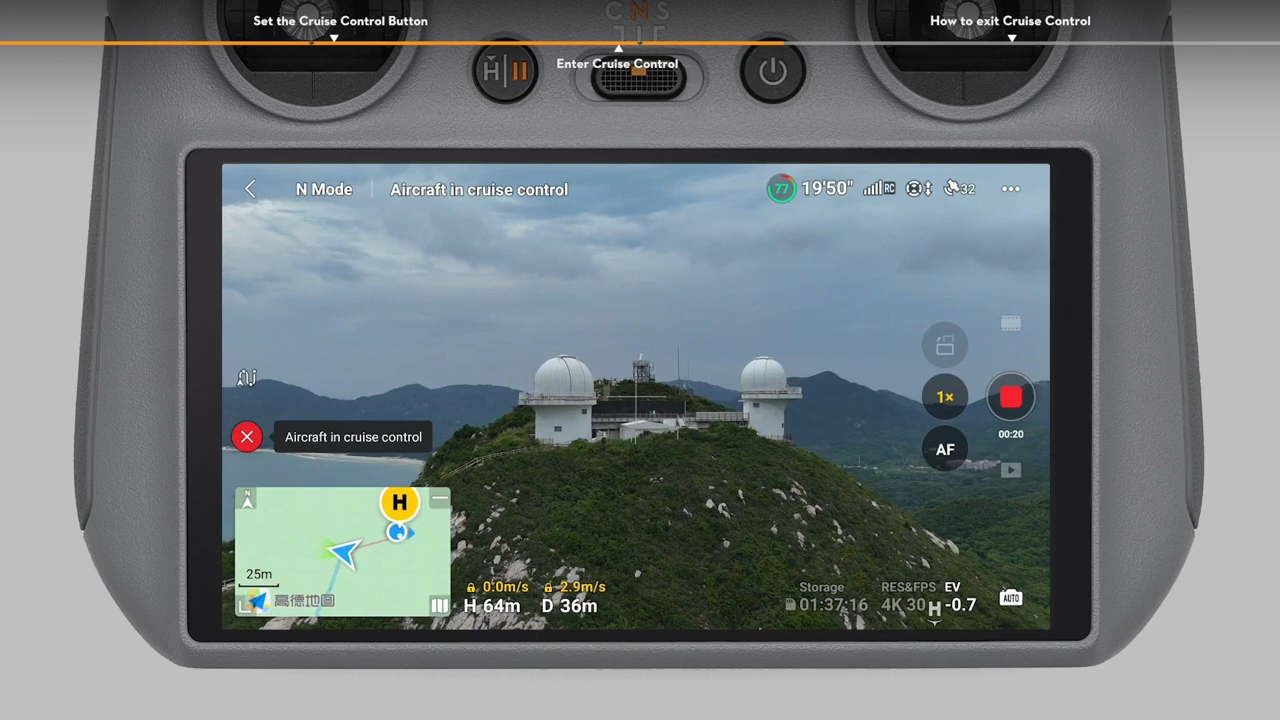 Set the Cruise Control Button
How to exit Cruise Control
C N S
Enter Cruise Control
H
N Mode
Aircraft in cruise control
77
19'50"
RC
32
1×
00:20
Aircraft in cruise control
AF
N
H
25m
高德地图
0.0m/s
2.9m/s
H 64m
D 36m
Storage
RES&FPS
EV
01:37:16
4K 30
H
-0.7
AUTO